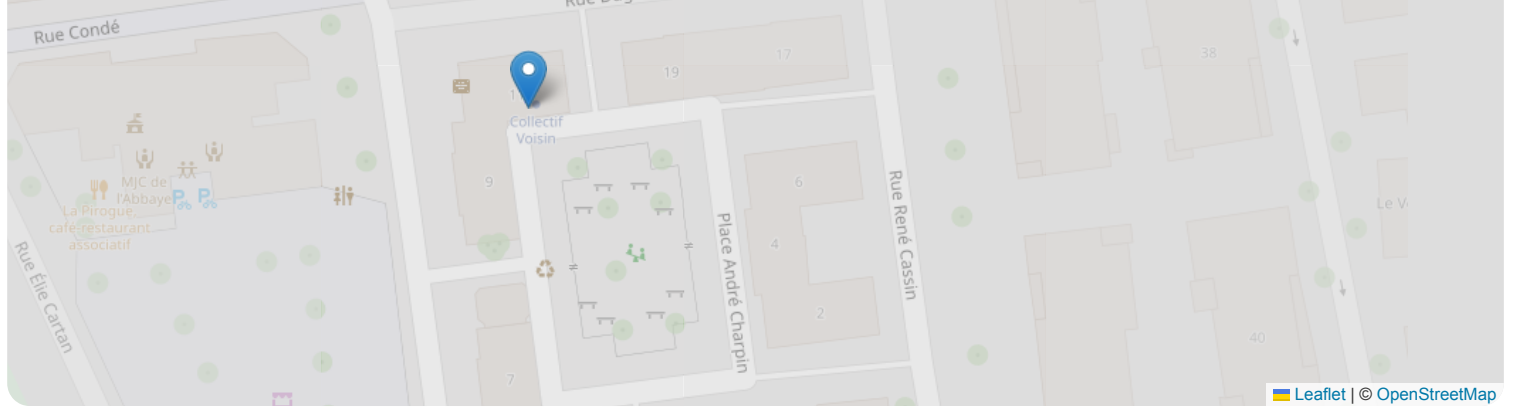 Rue Condé
19
17
38
Collectif
Voisin
MJC de
l'Abbaye
P
P
9
6
La Pirogue,
café-restaurant
associatif
Rue Élie Cartan
4
Place André Charpin
Rue René Cassin
2
7
40
Leaflet | © OpenStreetMap